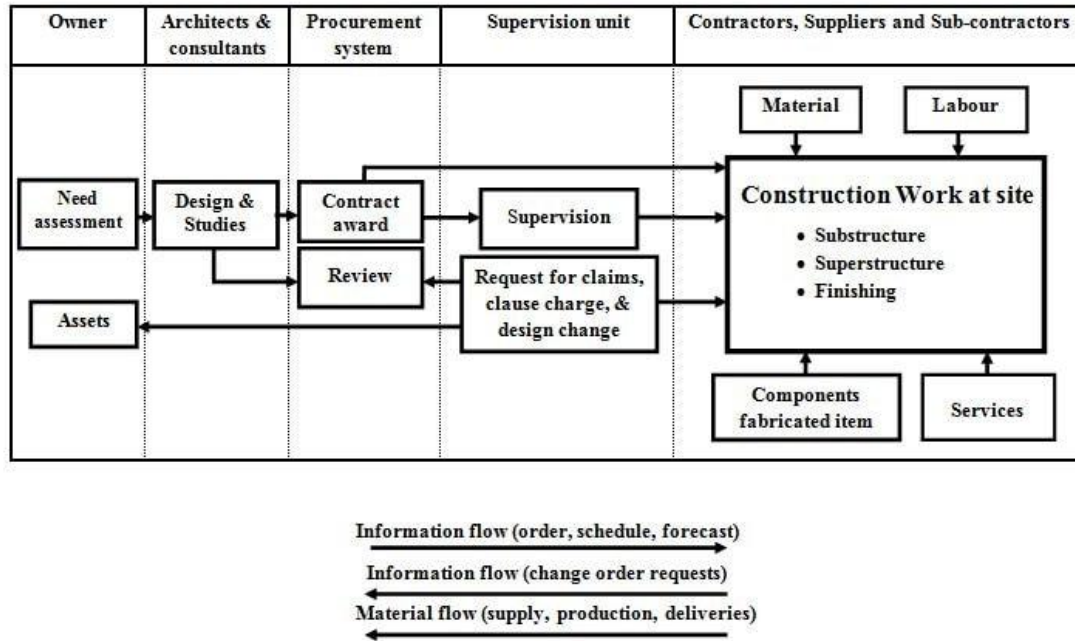 Owner
Architects &
consultants
Procurement
system
Supervision unit
Contractors, Suppliers and Sub-contractors
Material
Labour
Need
assessment
Design &
Studies
Contract
award
Supervision
Construction Work at site
• Substructure
• Superstructure
• Finishing
Review
Request for claims,
clause charge, &
design change
Assets
Components
fabricated item
Services
Information flow (order, schedule, forecast)
Information flow (change order requests)
Material flow (supply, production, deliveries)